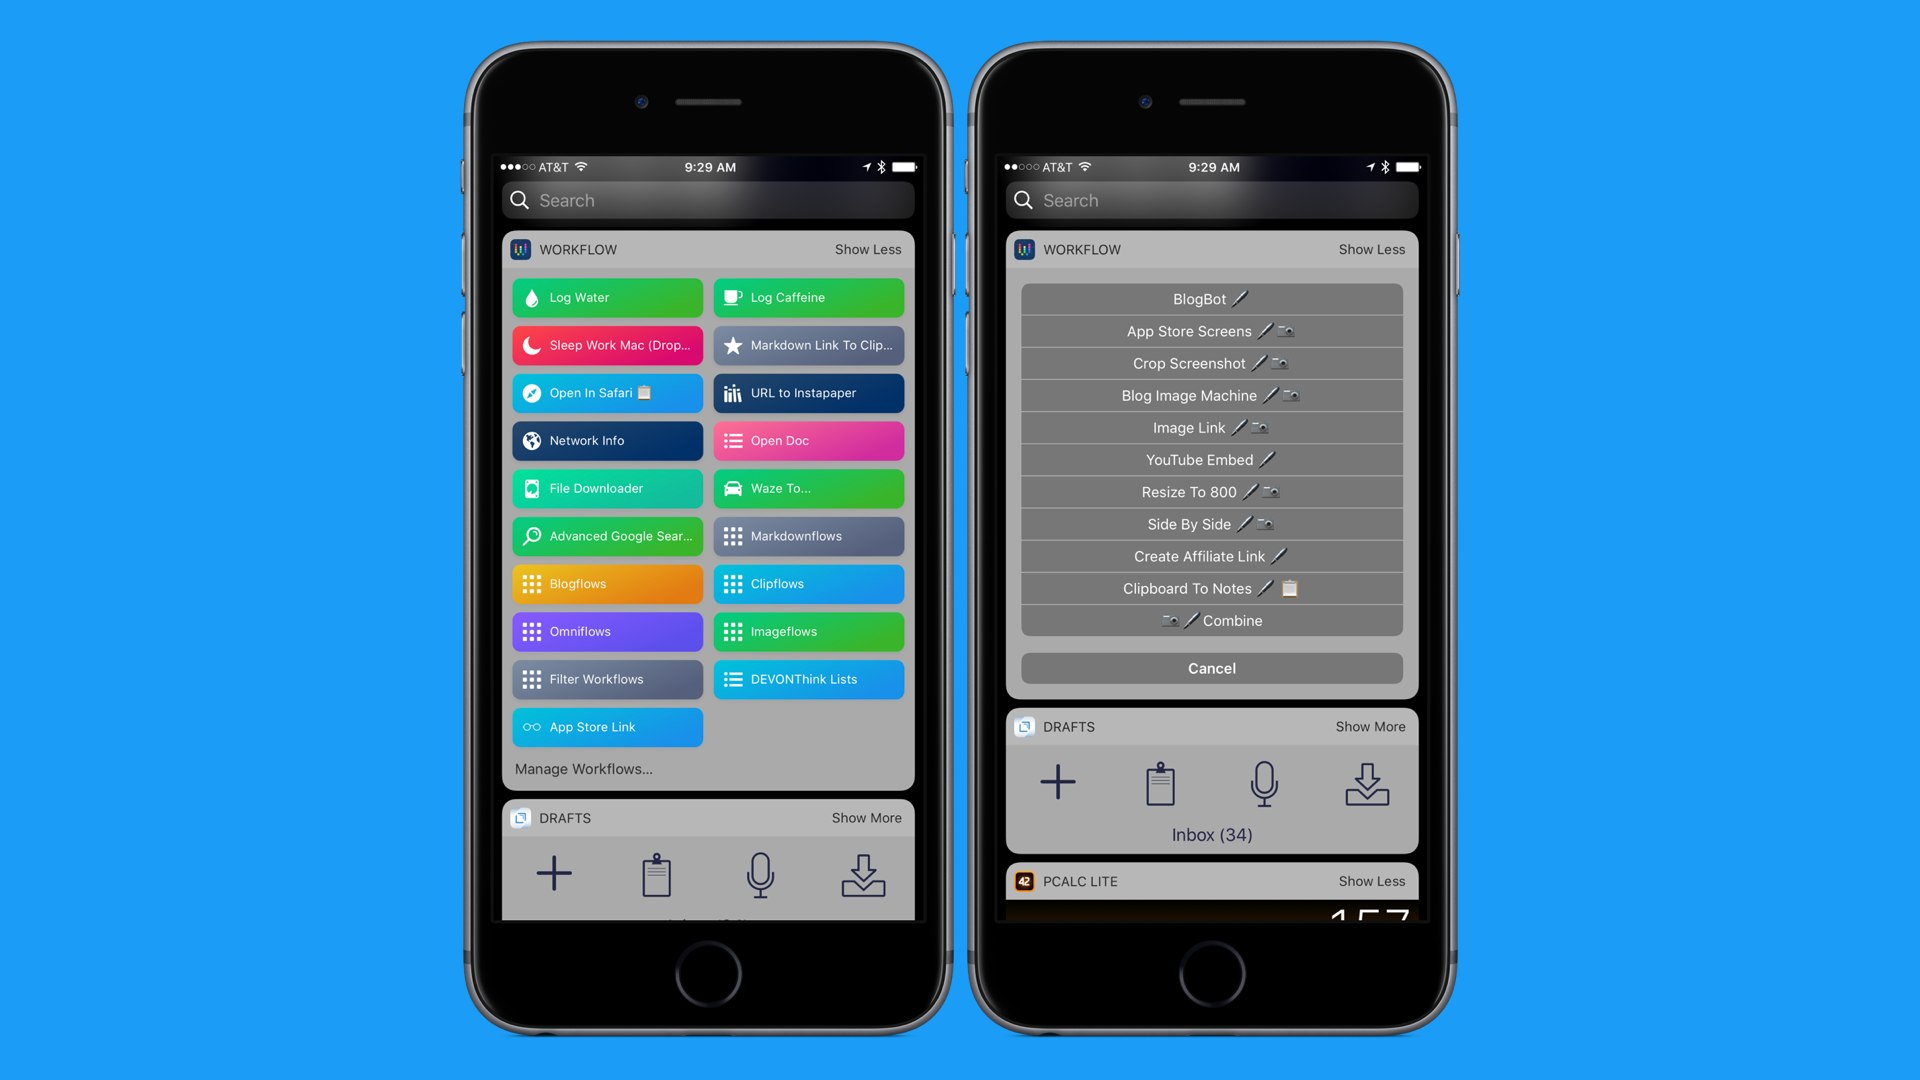 AT&T 9:29 AM
Search
WORKFLOW Show Less
Log Water Log Caffeine
Sleep Work Mac (Drop... Markdown Link To Clip...
Open In Safari 📋 URL to Instapaper
Network Info Open Doc
File Downloader Waze To...
Advanced Google Sear... Markdownflows
Blogflows Clipflows
Omniflows Imageflows
Filter Workflows DEVONThink Lists
App Store Link
Manage Workflows...
DRAFTS Show More
AT&T 9:29 AM
Search
WORKFLOW Show Less
BlogBot
App Store Screens
Crop Screenshot
Blog Image Machine
Image Link
YouTube Embed
Resize To 800
Side By Side
Create Affiliate Link
Clipboard To Notes 📋
Combine
Cancel
DRAFTS Show More
Inbox (34)
42 PCALC LITE Show Less
157